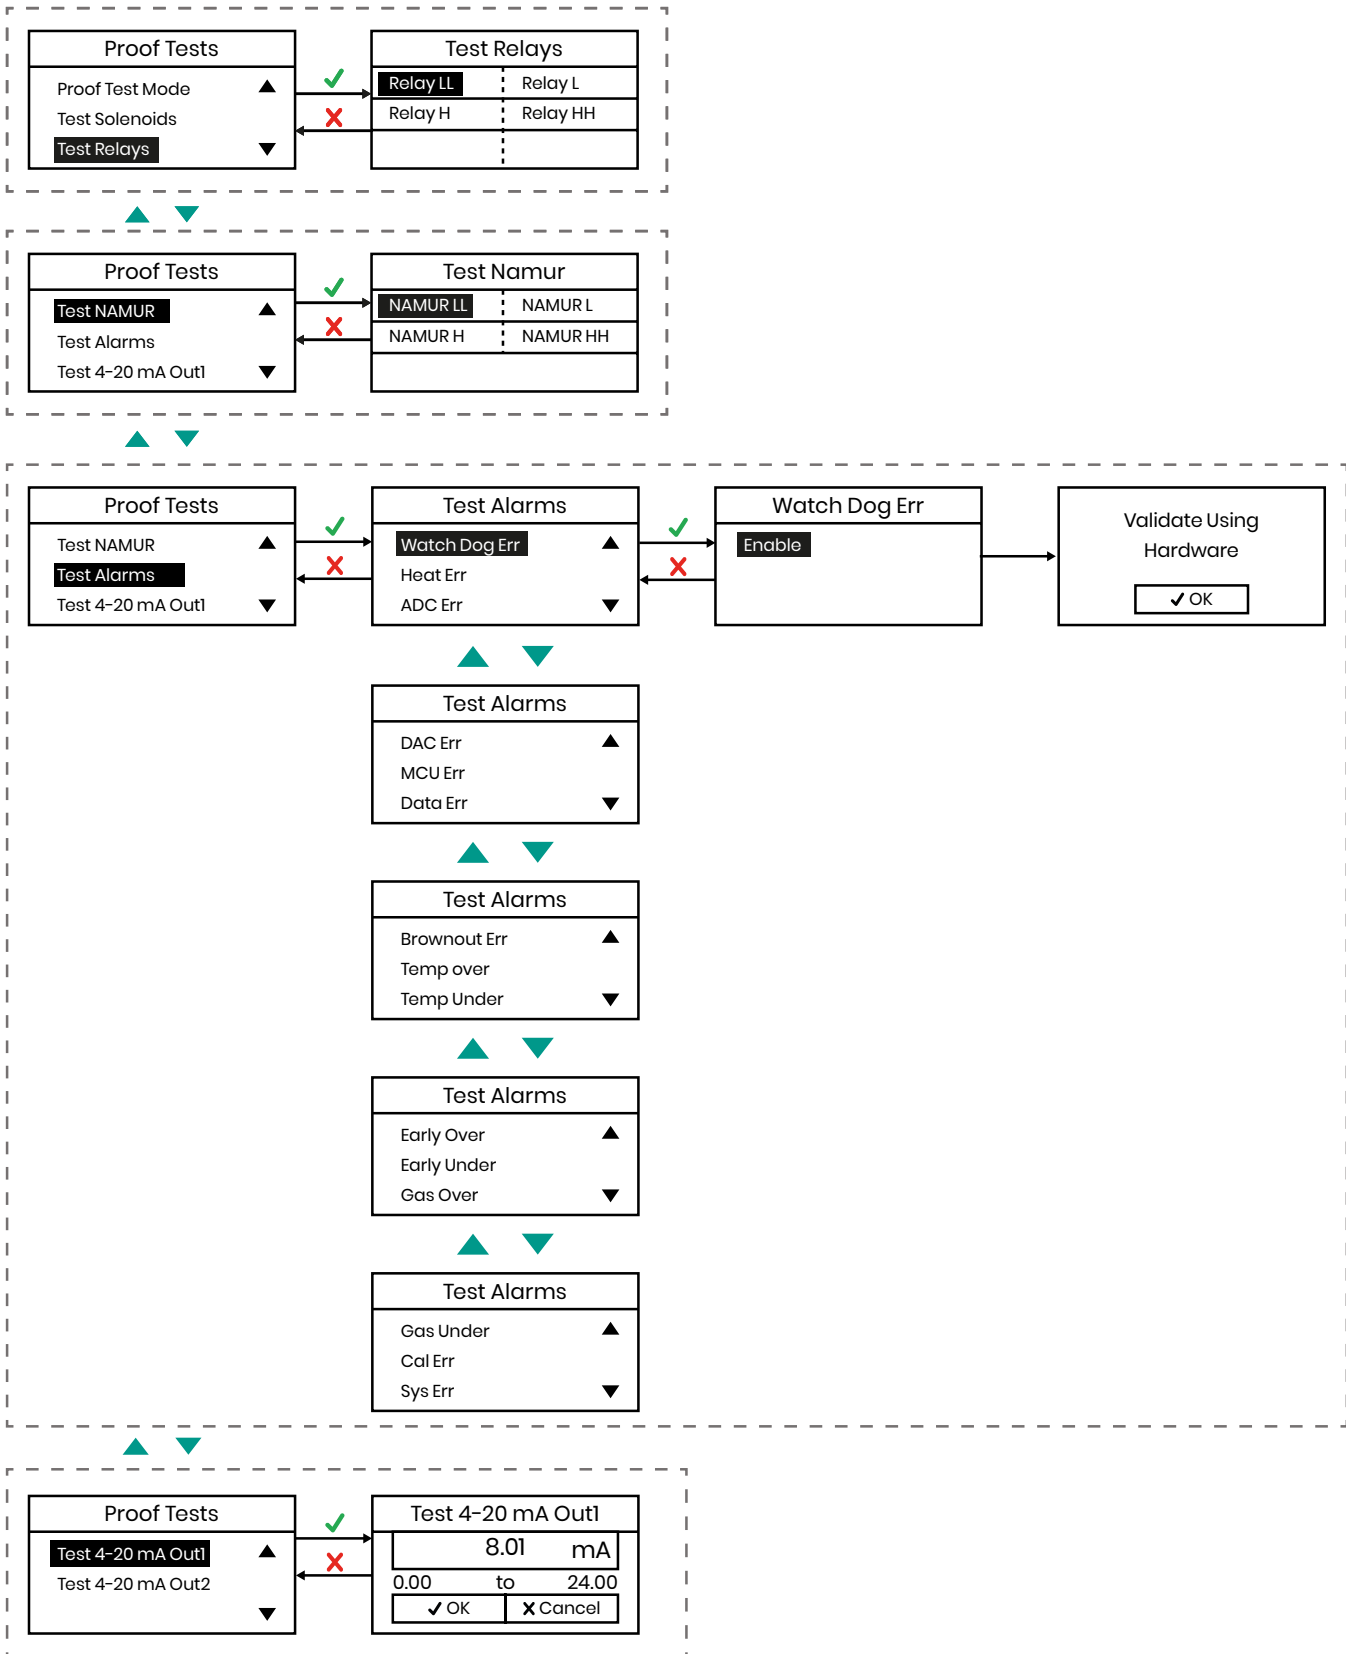 Proof Tests
Proof Test Mode
Test Solenoids
Test Relays
Test Relays
Relay LL Relay L
Relay H Relay HH
Proof Tests
Test NAMUR
Test Alarms
Test 4-20 mA Out1
Test Namur
NAMUR LL NAMUR L
NAMUR H NAMUR HH
Proof Tests
Test NAMUR
Test Alarms
Test 4-20 mA Out1
Test Alarms
Watch Dog Err
Heat Err
ADC Err
Watch Dog Err
Enable
Validate Using
Hardware
OK
Test Alarms
DAC Err
MCU Err
Data Err
Test Alarms
Brownout Err
Temp over
Temp Under
Test Alarms
Early Over
Early Under
Gas Over
Test Alarms
Gas Under
Cal Err
Sys Err
Proof Tests
Test 4-20 mA Out1
Test 4-20 mA Out2
Test 4-20 mA Out1
8.01 mA
0.00 to 24.00
OK Cancel